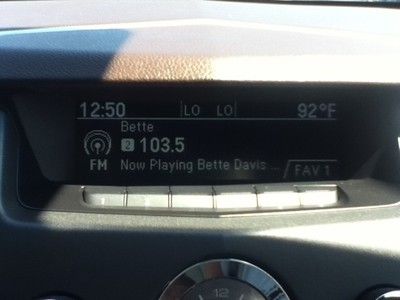 12:50 LO LO 92°F
Bette
2 103.5
FM Now Playing Bette Davis ... FAV 1